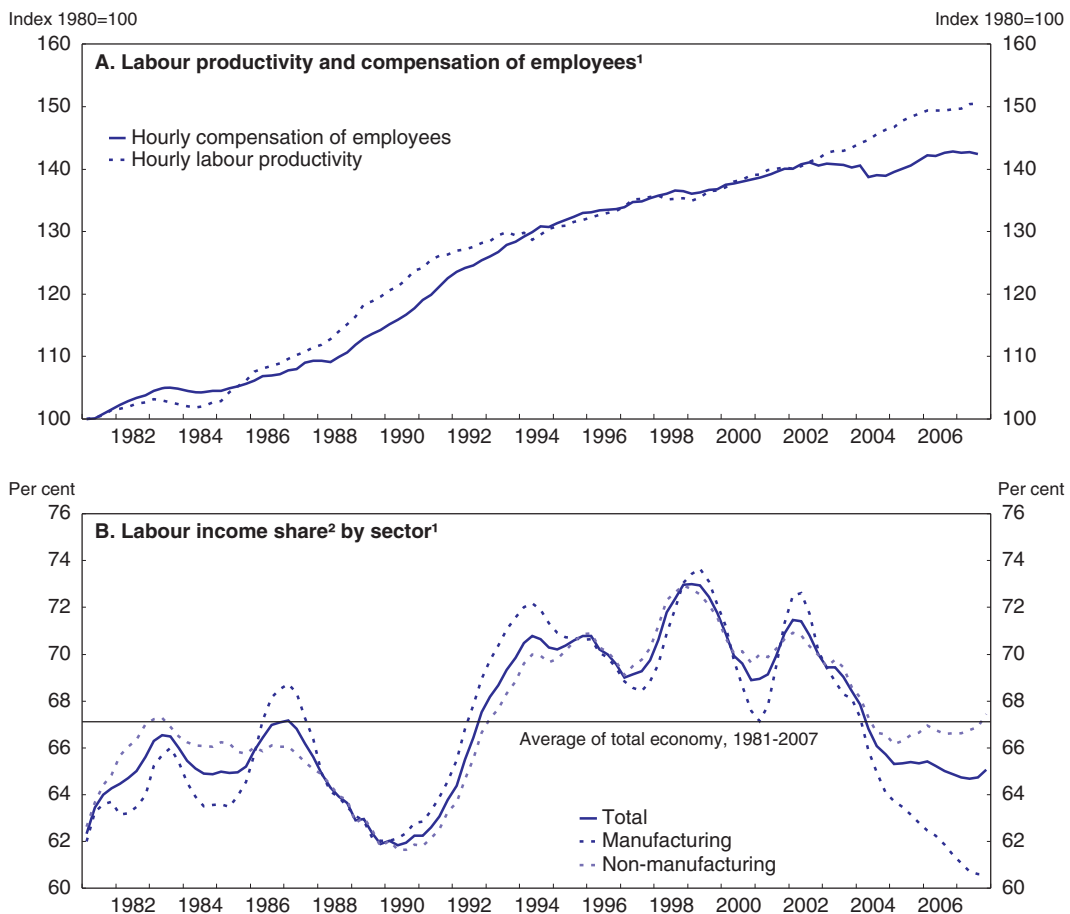 Index 1980=100 Index 1980=100
160 160
A. Labour productivity and compensation of employees¹
150 150
Hourly compensation of employees
Hourly labour productivity
140 140
130 130
120 120
110 110
100 100
1982 1984 1986 1988 1990 1992 1994 1996 1998 2000 2002 2004 2006
Per cent Per cent
76 76
B. Labour income share² by sector¹
74 74
72 72
70 70
68 68
Average of total economy, 1981-2007
66 66
64 64
Total
Manufacturing
62 62
Non-manufacturing
60 60
1982 1984 1986 1988 1990 1992 1994 1996 1998 2000 2002 2004 2006